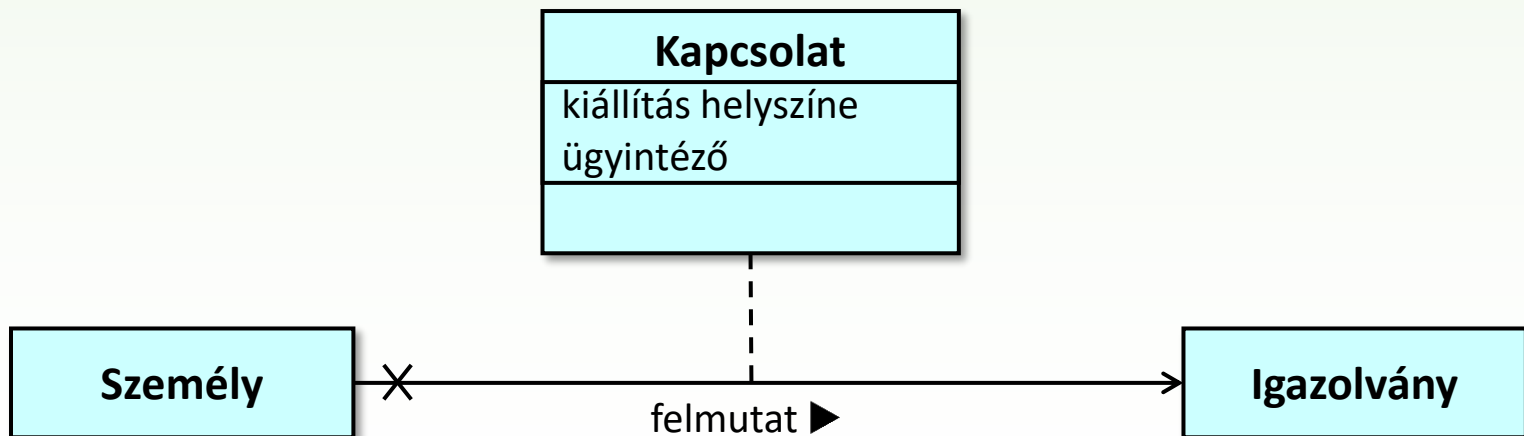 Kapcsolat
kiállítás helyszíne
ügyintéző
Személy
felmutat ▶
Igazolvány